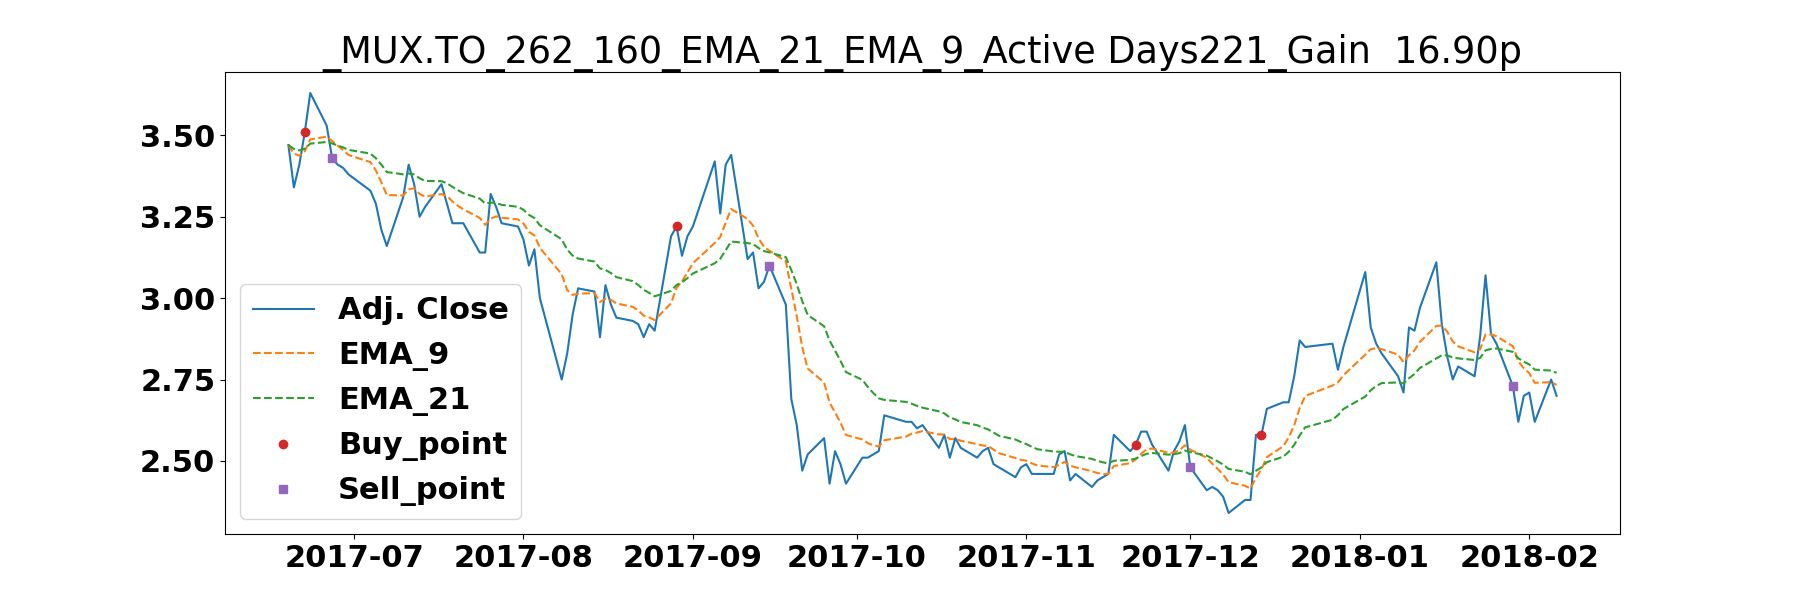 _MUX.TO_262_160_EMA_21_EMA_9_Active Days221_Gain  16.90p
3.50
3.25
3.00
2.75
2.50
Adj. Close
EMA_9
EMA_21
Buy_point
Sell_point
2017-07 2017-08 2017-09 2017-10 2017-11 2017-12 2018-01 2018-02